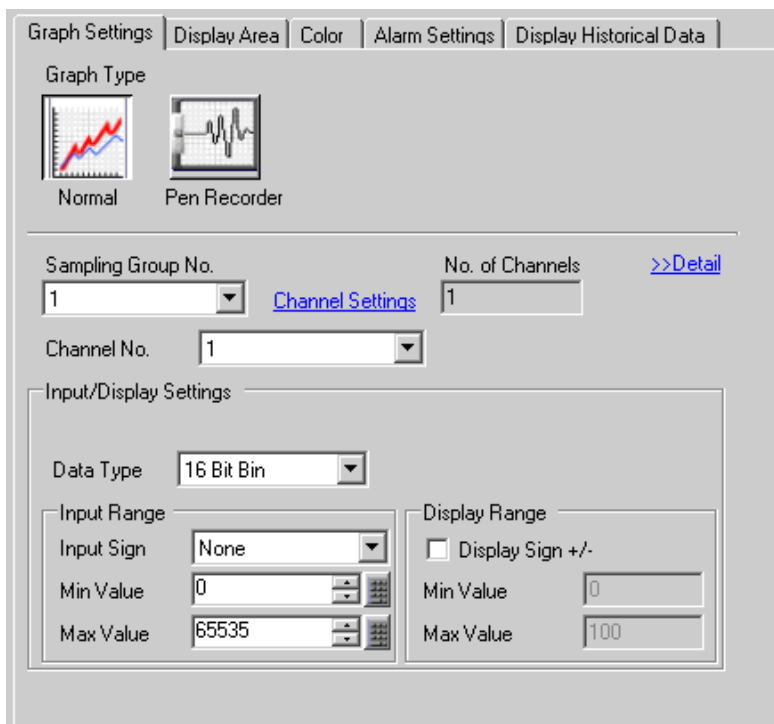 Graph Settings Display Area Color Alarm Settings Display Historical Data
Graph Type
Normal Pen Recorder
Sampling Group No. No. of Channels >>Detail
1 Channel Settings 1
Channel No. 1
Input/Display Settings
Data Type 16 Bit Bin
Input Range Display Range
Input Sign None Display Sign +/-
Min Value 0 Min Value 0
Max Value 65535 Max Value 100